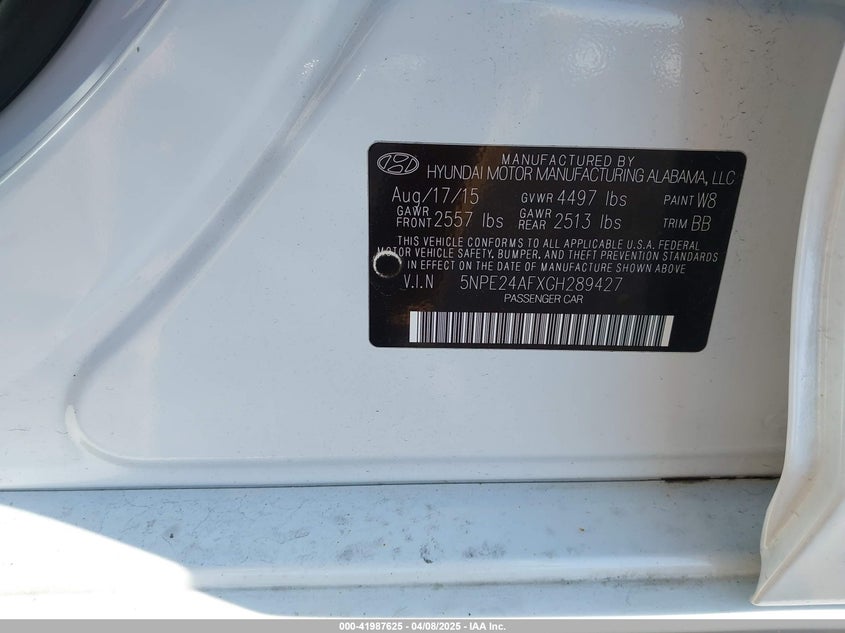 MANUFACTURED BY
HYUNDAI MOTOR MANUFACTURING ALABAMA, LLC
Aug/17/15 GVWR 4497 lbs PAINT W8
GAWR FRONT 2557 lbs GAWR REAR 2513 lbs TRIM BB
THIS VEHICLE CONFORMS TO ALL APPLICABLE U.S.A. FEDERAL
MOTOR VEHICLE SAFETY, BUMPER, AND THEFT PREVENTION STANDARDS
IN EFFECT ON THE DATE OF MANUFACTURE SHOWN ABOVE
V.I.N 5NPE24AFXGH289427
PASSENGER CAR
000-41987625 - 04/08/2025 - IAA Inc.